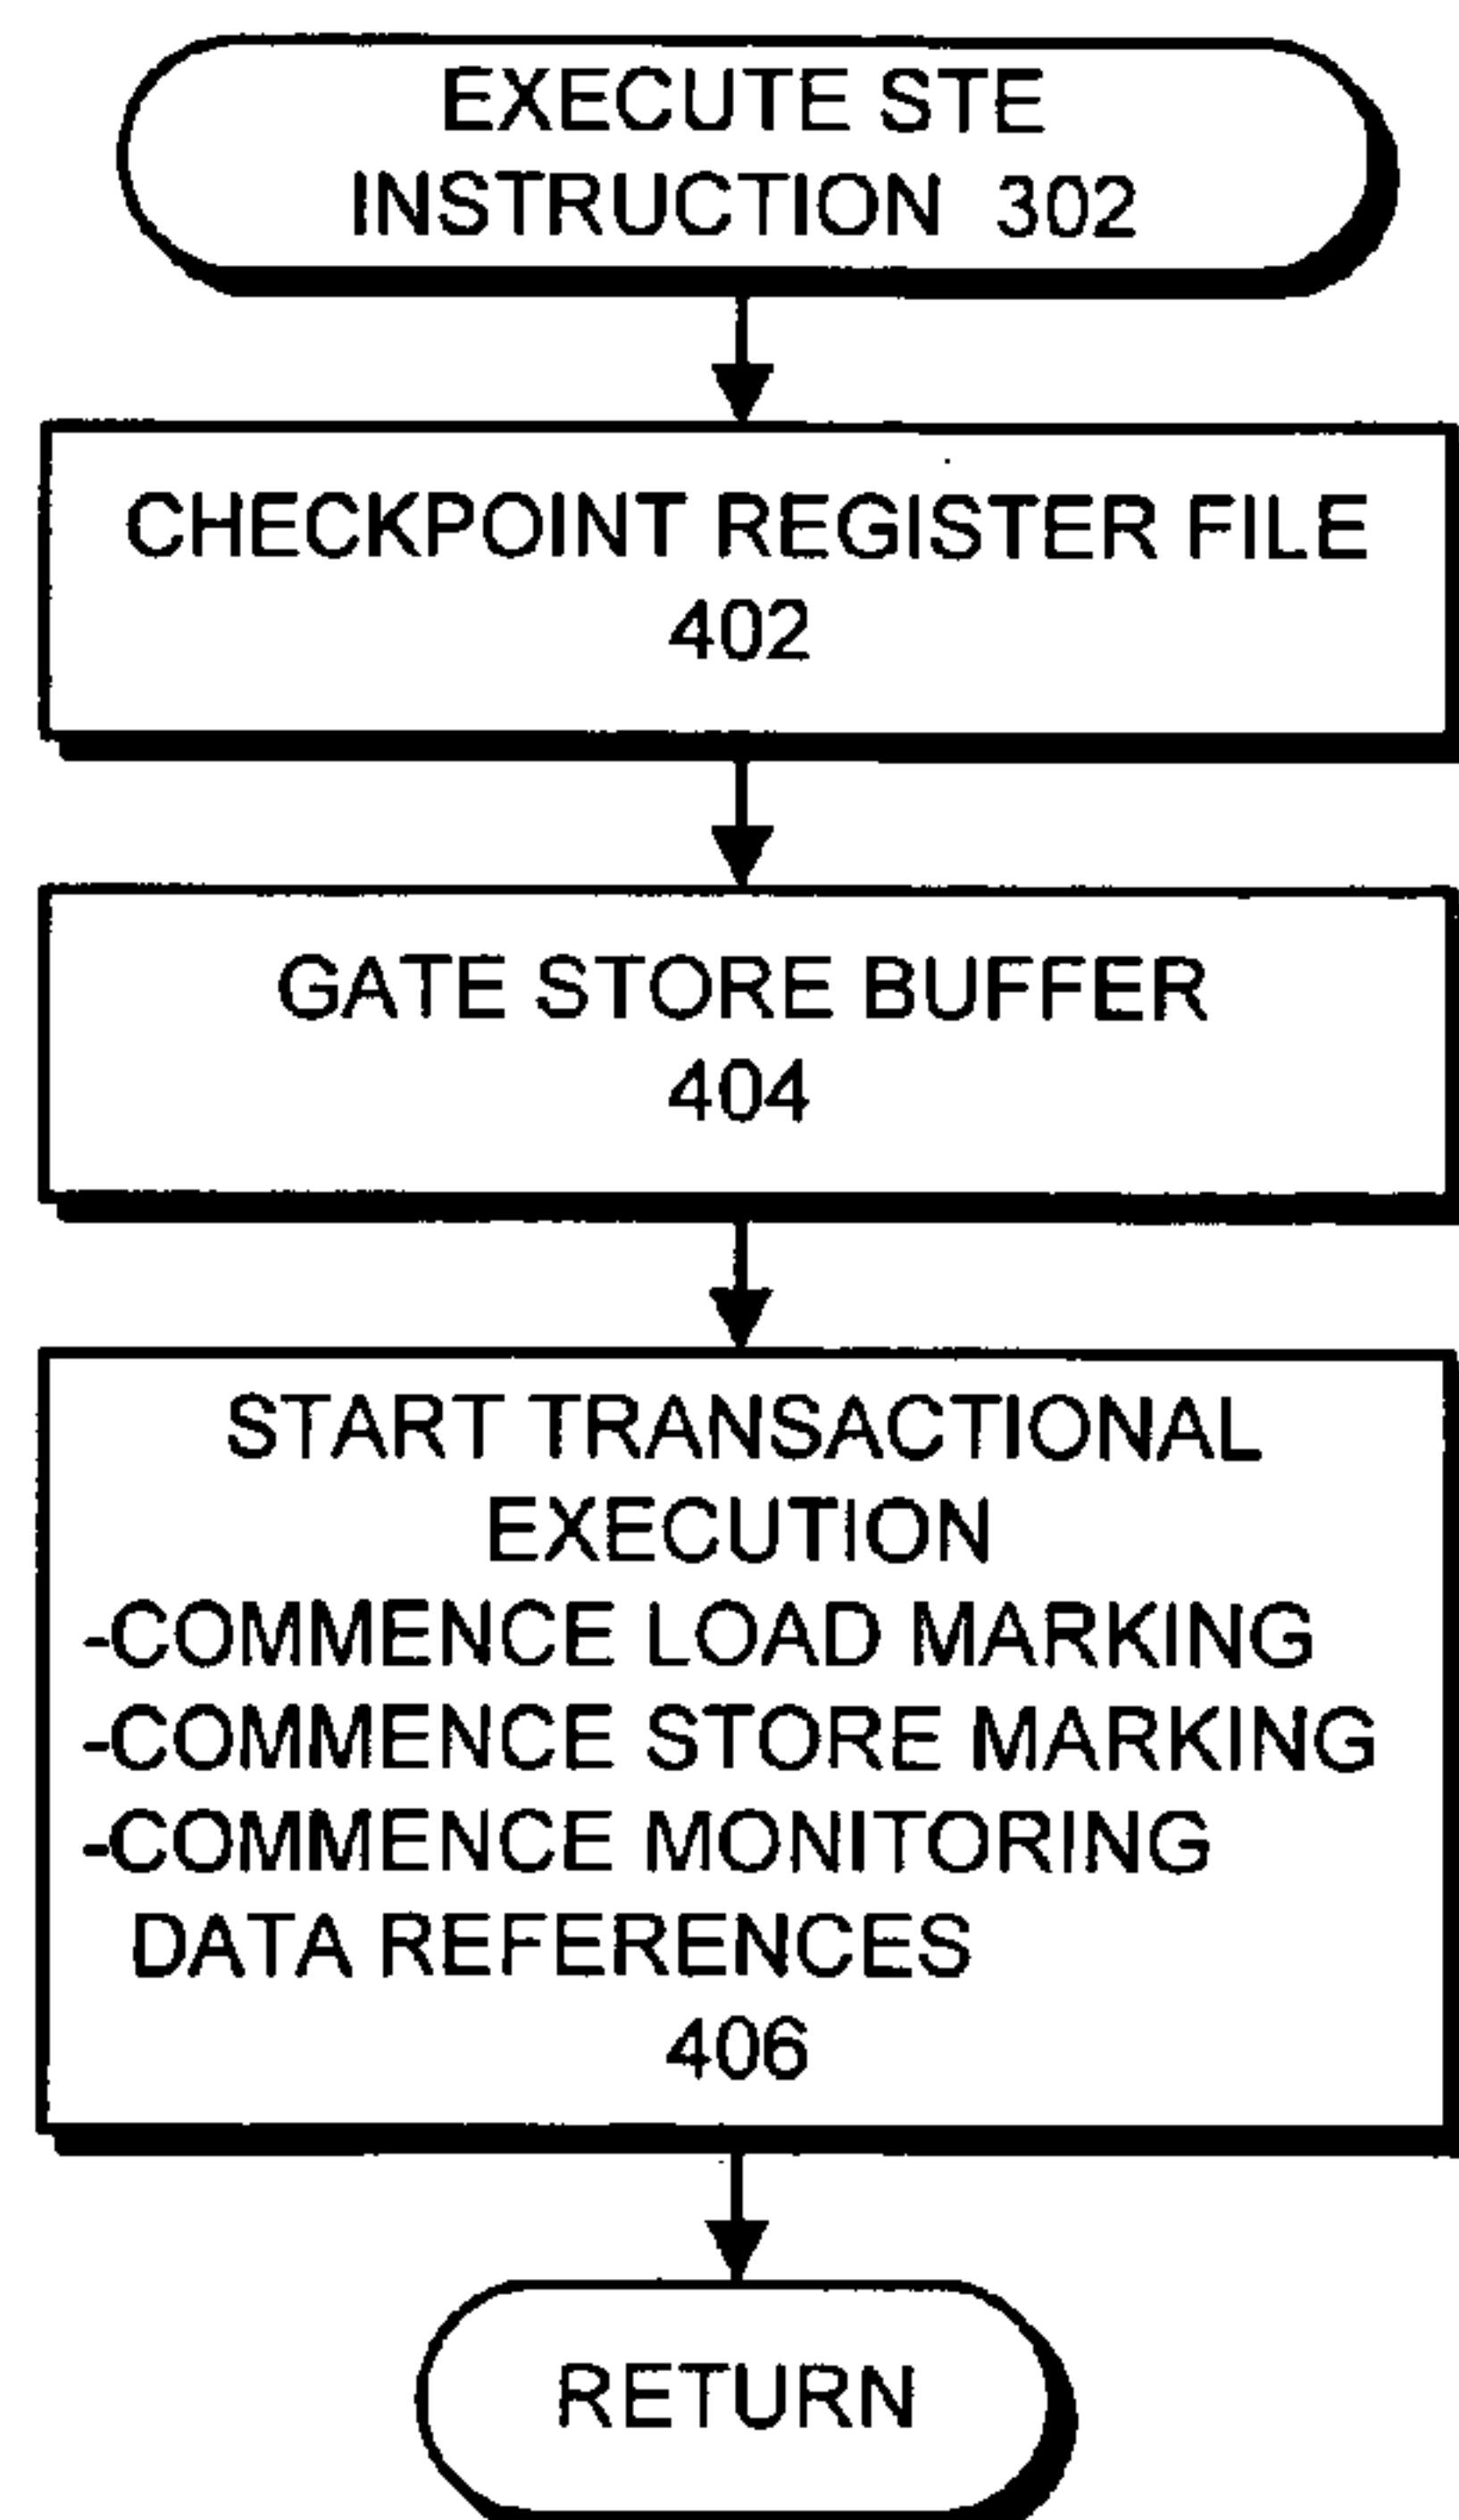 EXECUTE STE
INSTRUCTION 302
CHECKPOINT REGISTER FILE
402
GATE STORE BUFFER
404
START TRANSACTIONAL
EXECUTION
-COMMENCE LOAD MARKING
-COMMENCE STORE MARKING
-COMMENCE MONITORING
DATA REFERENCES
406
RETURN